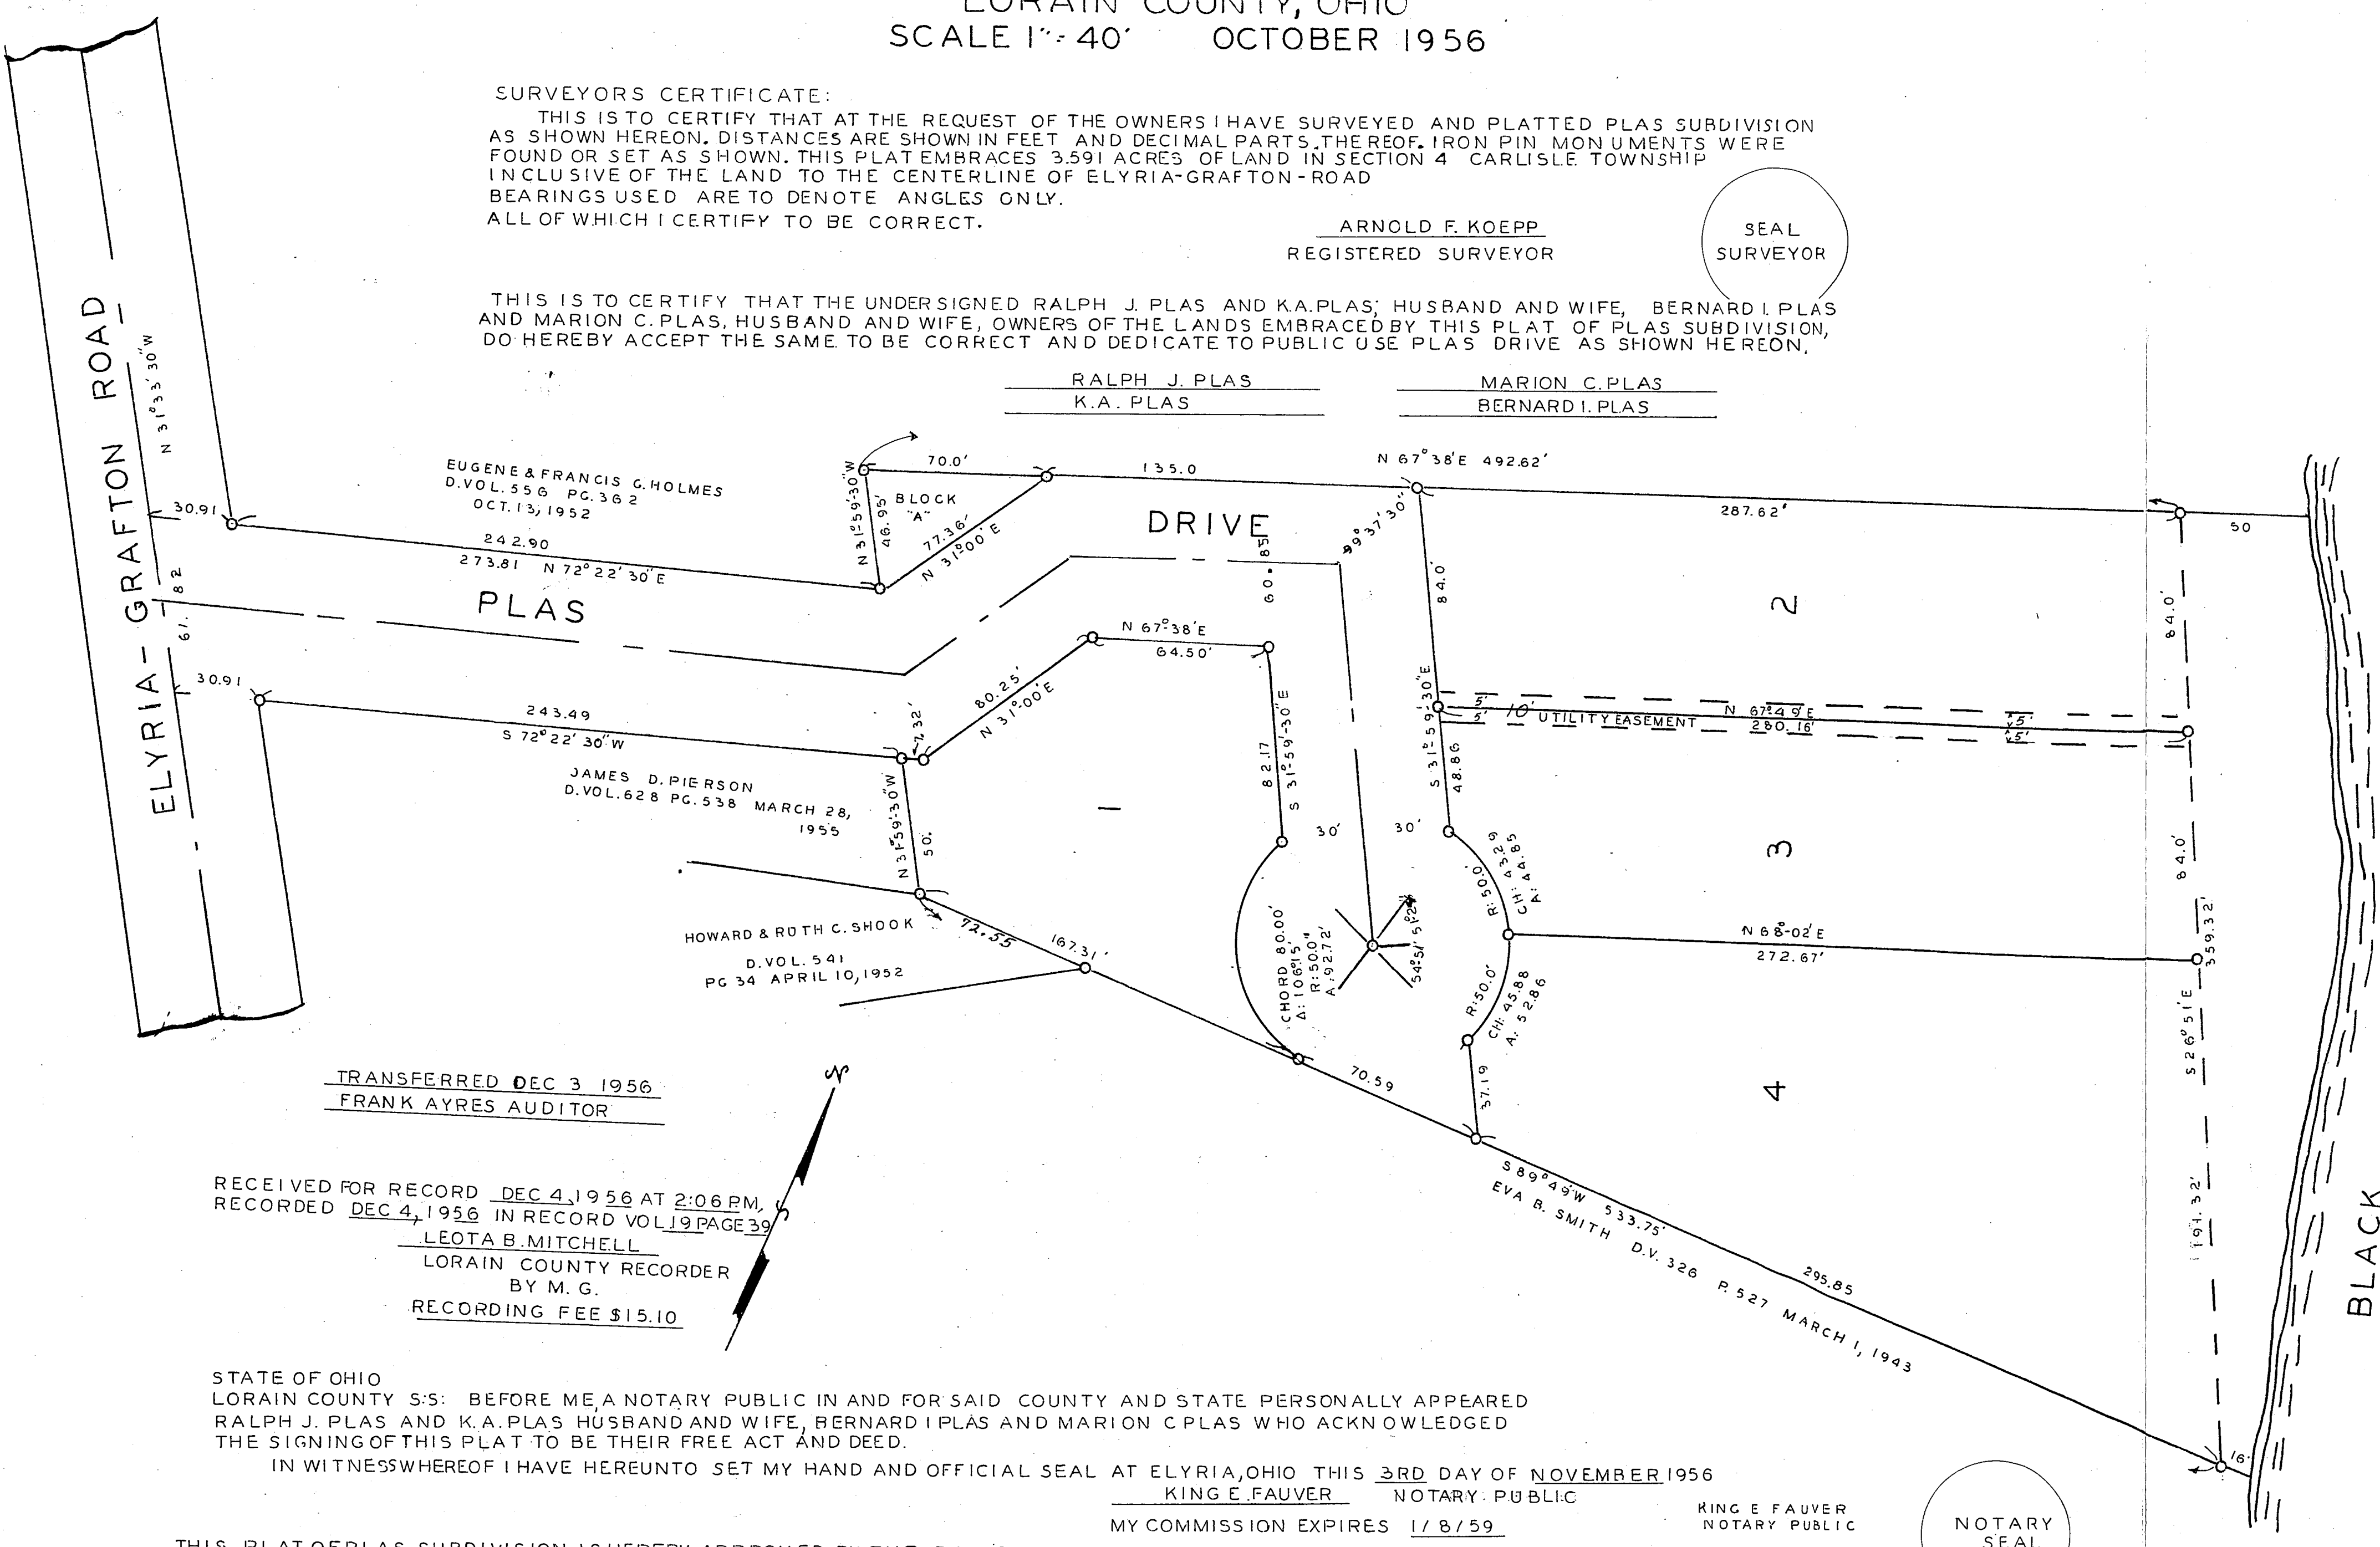 LORAIN COUNTY, OHIO
SCALE 1"= 40' OCTOBER 1956
SURVEYORS CERTIFICATE:
THIS IS TO CERTIFY THAT AT THE REQUEST OF THE OWNERS I HAVE SURVEYED AND PLATTED PLAS SUBDIVISION
AS SHOWN HEREON. DISTANCES ARE SHOWN IN FEET AND DECIMAL PARTS THEREOF. IRON PIN MONUMENTS WERE
FOUND OR SET AS SHOWN. THIS PLAT EMBRACES 3.591 ACRES OF LAND IN SECTION 4 CARLISLE TOWNSHIP
INCLUSIVE OF THE LAND TO THE CENTERLINE OF ELYRIA-GRAFTON-ROAD
BEARINGS USED ARE TO DENOTE ANGLES ONLY.
ALL OF WHICH I CERTIFY TO BE CORRECT.
ARNOLD F. KOEPP
REGISTERED SURVEYOR
SEAL
SURVEYOR
THIS IS TO CERTIFY THAT THE UNDERSIGNED RALPH J. PLAS AND K.A.PLAS, HUSBAND AND WIFE, BERNARD I. PLAS
AND MARION C. PLAS, HUSBAND AND WIFE, OWNERS OF THE LANDS EMBRACED BY THIS PLAT OF PLAS SUBDIVISION,
DO HEREBY ACCEPT THE SAME TO BE CORRECT AND DEDICATE TO PUBLIC USE PLAS DRIVE AS SHOWN HEREON.
RALPH J. PLAS
K.A. PLAS
MARION C. PLAS
BERNARD I. PLAS
ELYRIA-GRAFTON ROAD
N 31°33'30"W
30.91
61.82
30.91
EUGENE & FRANCIS G. HOLMES
D.VOL. 556 PG. 362
OCT. 13, 1952
242.90
273.81 N 72°22'30"E
PLAS
243.49
S 72°22'30"W
JAMES D. PIERSON
D.VOL. 628 PG. 538 MARCH 28,
1955
N 31°-59'-30"W
46.95'
BLOCK
"A"
70.0'
77.36'
N 31°00'E
135.0
N 67°38'E 492.62'
DRIVE
60.85
99°37'30"
287.62'
50
N 67°-38'E
64.50'
80.25'
N 31°00'E
7.32'
N 31°-59'-30"W
50.
1
82.17
S 31°-59'-30"E
84.0'
S 31°-59'-30"E
48.86
2
84.0'
5'
5'
10' UTILITY EASEMENT
N 67°49'E
280.16'
5'
5'
30'
30'
R: 50.0'
CH: 43.29
A: 44.85
51°24'
54°51'
3
84.0'
HOWARD & RUTH C. SHOOK
D.VOL. 541
PG 34 APRIL 10, 1952
72.55
167.31'
CHORD 80.00'
Δ: 106°15'
R: 50.0"
A: 92.72'
N 68°-02'E
272.67'
359.32'
R: 50.0'
CH: 45.88
A: 52.86
S 26°51'E
37.19
4
70.59
191.32'
S 89°49'W 533.75'
EVA B. SMITH D.V. 326 P. 527 MARCH 1, 1943
295.85
16
BLACK
TRANSFERRED DEC 3 1956
FRANK AYRES AUDITOR
N
S
RECEIVED FOR RECORD DEC 4, 1956 AT 2:06 P.M,
RECORDED DEC 4, 1956 IN RECORD VOL 19 PAGE 39
LEOTA B. MITCHELL
LORAIN COUNTY RECORDER
BY M. G.
RECORDING FEE $15.10
STATE OF OHIO
LORAIN COUNTY S:S: BEFORE ME, A NOTARY PUBLIC IN AND FOR SAID COUNTY AND STATE PERSONALLY APPEARED
RALPH J. PLAS AND K.A. PLAS HUSBAND AND WIFE, BERNARD I PLAS AND MARION C PLAS WHO ACKNOWLEDGED
THE SIGNING OF THIS PLAT TO BE THEIR FREE ACT AND DEED.
IN WITNESS WHEREOF I HAVE HEREUNTO SET MY HAND AND OFFICIAL SEAL AT ELYRIA, OHIO THIS 3RD DAY OF NOVEMBER 1956
KING E. FAUVER NOTARY PUBLIC
MY COMMISSION EXPIRES 1/8/59
KING E FAUVER
NOTARY PUBLIC
NOTARY
SEAL
THIS PLAT OF PLAS SUBDIVISION IS HEREBY APPROVED BY THE